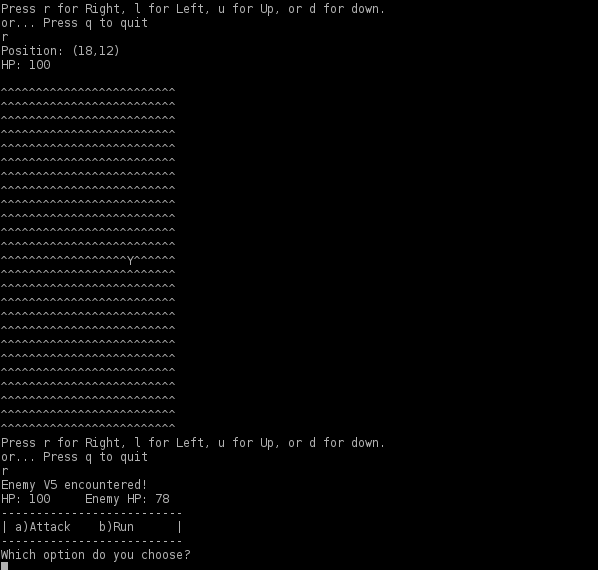 Press r for Right, l for Left, u for Up, or d for down.
or... Press q to quit
r
Position: (18,12)
HP: 100
^^^^^^^^^^^^^^^^^^^^^^^^^
^^^^^^^^^^^^^^^^^^^^^^^^^
^^^^^^^^^^^^^^^^^^^^^^^^^
^^^^^^^^^^^^^^^^^^^^^^^^^
^^^^^^^^^^^^^^^^^^^^^^^^^
^^^^^^^^^^^^^^^^^^^^^^^^^
^^^^^^^^^^^^^^^^^^^^^^^^^
^^^^^^^^^^^^^^^^^^^^^^^^^
^^^^^^^^^^^^^^^^^^^^^^^^^
^^^^^^^^^^^^^^^^^^^^^^^^^
^^^^^^^^^^^^^^^^^^^^^^^^^
^^^^^^^^^^^^^^^^^^^^^^^^^
^^^^^^^^^^^^^^^^^^Y^^^^^^
^^^^^^^^^^^^^^^^^^^^^^^^^
^^^^^^^^^^^^^^^^^^^^^^^^^
^^^^^^^^^^^^^^^^^^^^^^^^^
^^^^^^^^^^^^^^^^^^^^^^^^^
^^^^^^^^^^^^^^^^^^^^^^^^^
^^^^^^^^^^^^^^^^^^^^^^^^^
^^^^^^^^^^^^^^^^^^^^^^^^^
^^^^^^^^^^^^^^^^^^^^^^^^^
^^^^^^^^^^^^^^^^^^^^^^^^^
^^^^^^^^^^^^^^^^^^^^^^^^^
^^^^^^^^^^^^^^^^^^^^^^^^^
^^^^^^^^^^^^^^^^^^^^^^^^^
Press r for Right, l for Left, u for Up, or d for down.
or... Press q to quit
r
Enemy V5 encountered!
HP: 100     Enemy HP: 78
--------------------------
| a)Attack    b)Run      |
--------------------------
Which option do you choose?